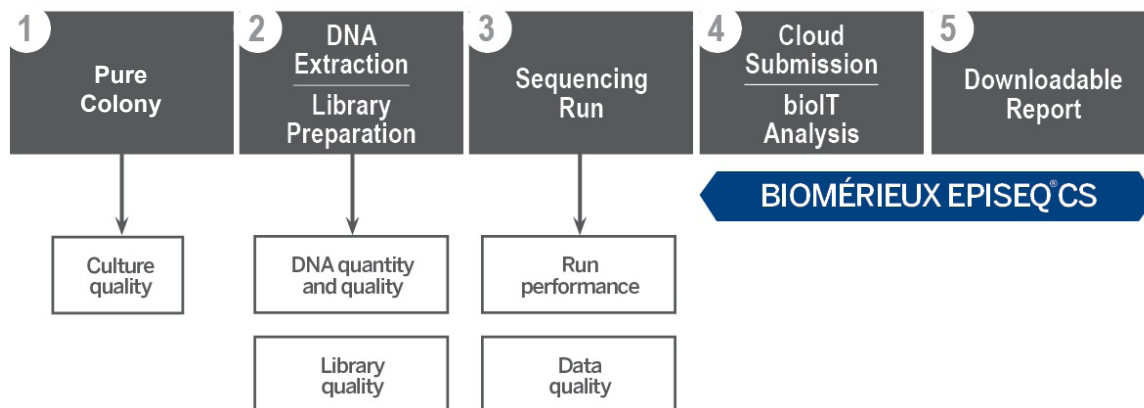 1
Pure
Colony
2
DNA
Extraction
Library
Preparation
3
Sequencing
Run
4
Cloud
Submission
bioIT
Analysis
5
Downloadable
Report
BIOMÉRIEUX EPISEQ® CS
Culture
quality
DNA quantity
and quality
Run
performance
Library
quality
Data
quality